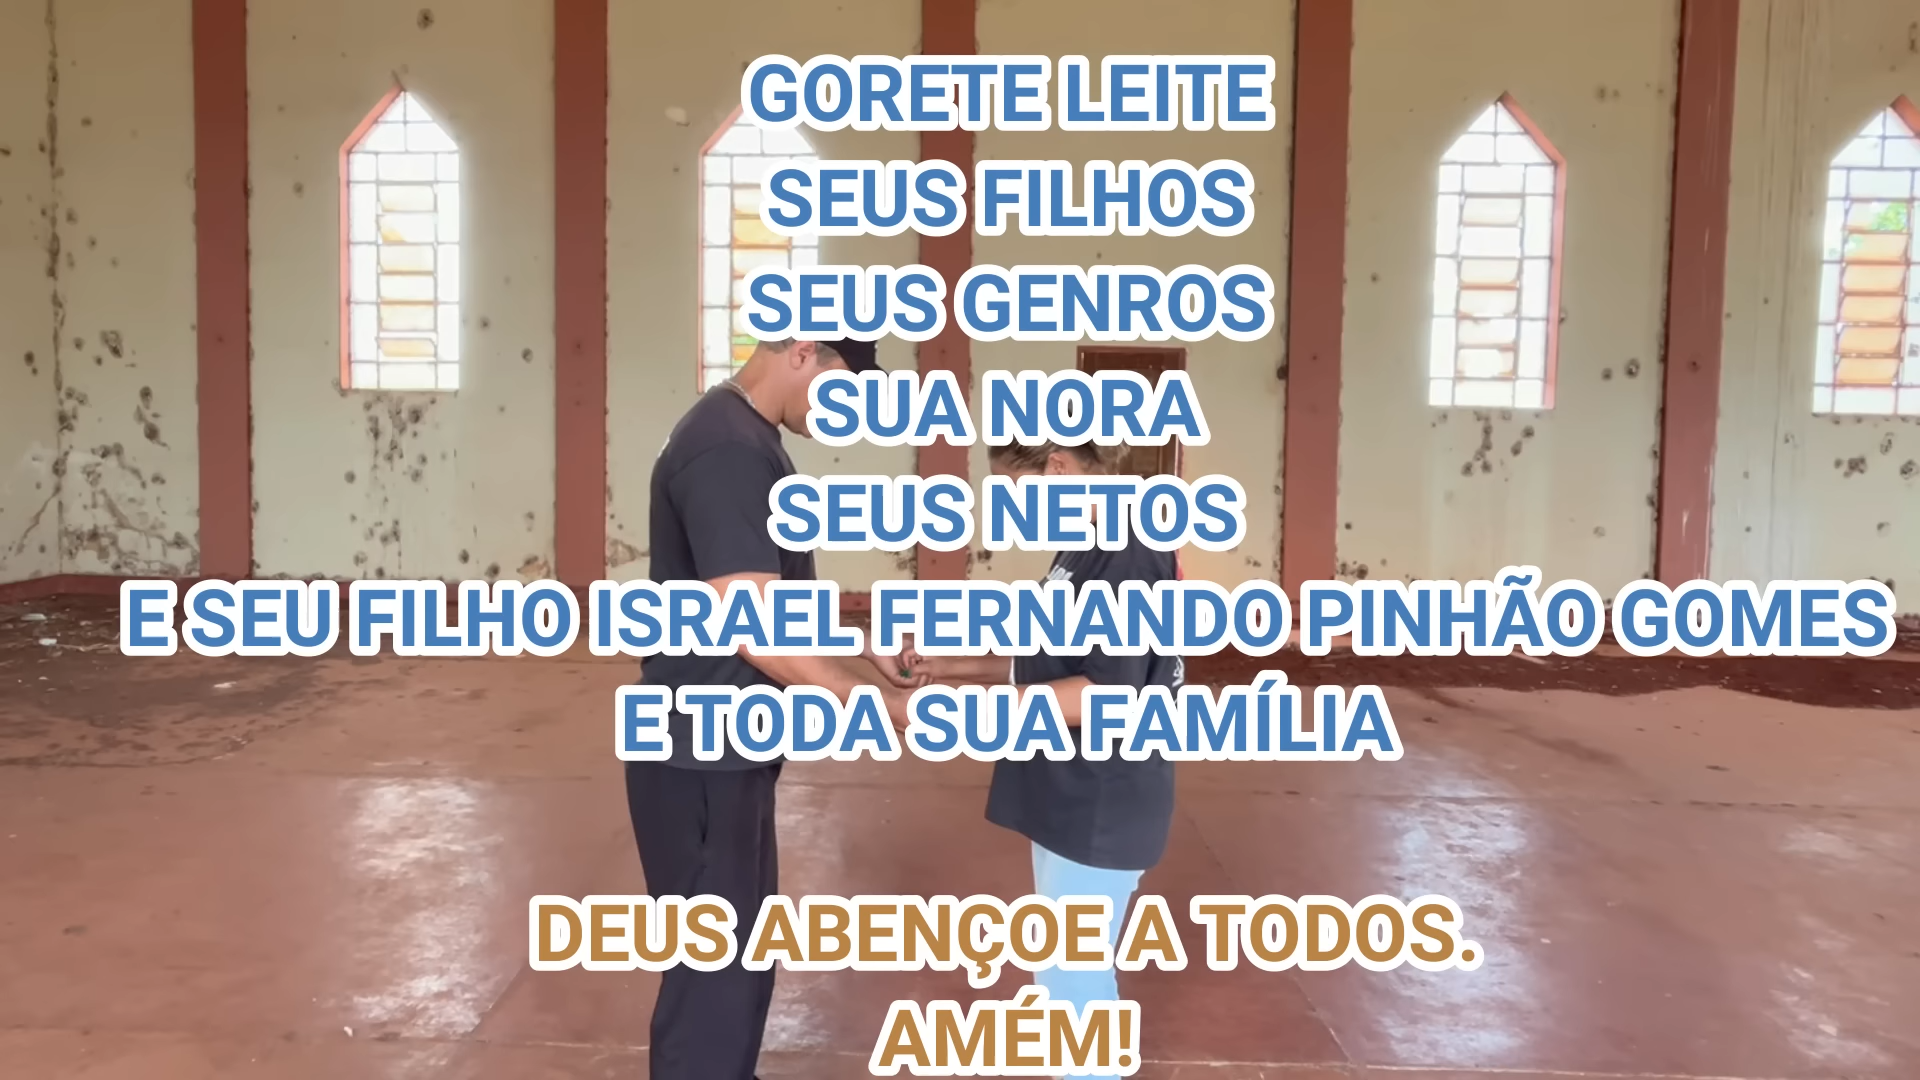 GORETE LEITE
SEUS FILHOS
SEUS GENROS
SUA NORA
SEUS NETOS
E SEU FILHO ISRAEL FERNANDO PINHÃO GOMES
E TODA SUA FAMÍLIA
DEUS ABENÇOE A TODOS.
AMÉM!